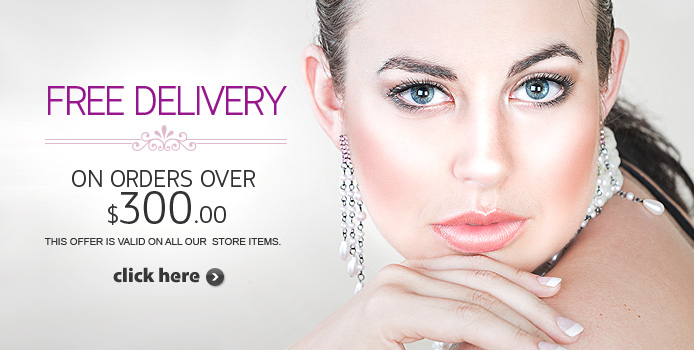 FREE DELIVERY
ON ORDERS OVER
$300.00
THIS OFFER IS VALID ON ALL OUR STORE ITEMS.
click here